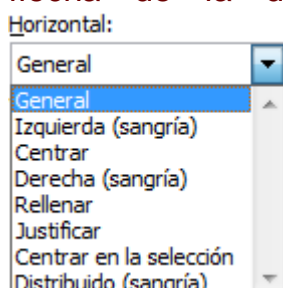 Horizontal:
General
General
Izquierda (sangría)
Centrar
Derecha (sangría)
Rellenar
Justificar
Centrar en la selección
Distribuido (sangría)